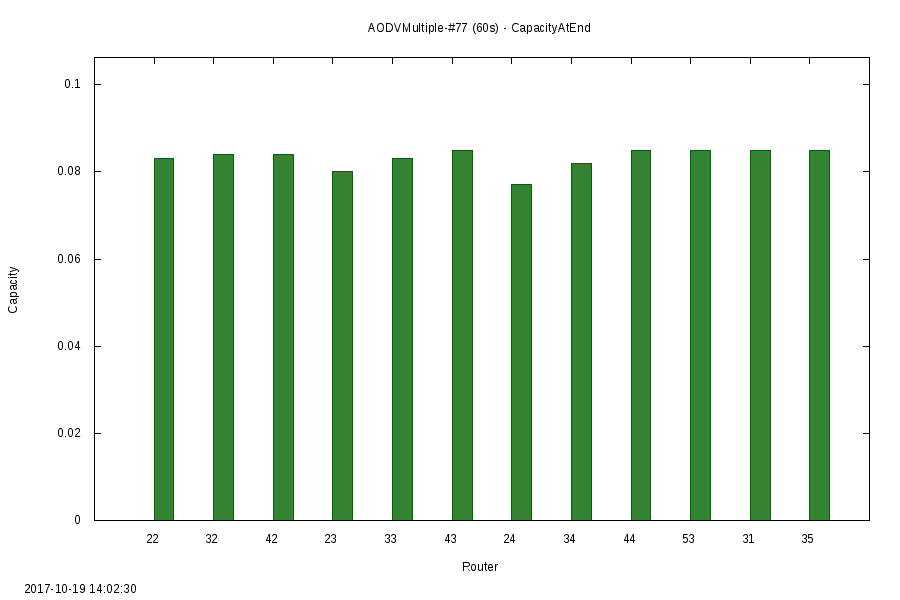 AODVMultiple-#77 (60s) - CapacityAtEnd
0.1
0.08
0.06
0.04
0.02
0
Capacity
22 32 42 23 33 43 24 34 44 53 31 35
Router
2017-10-19 14:02:30